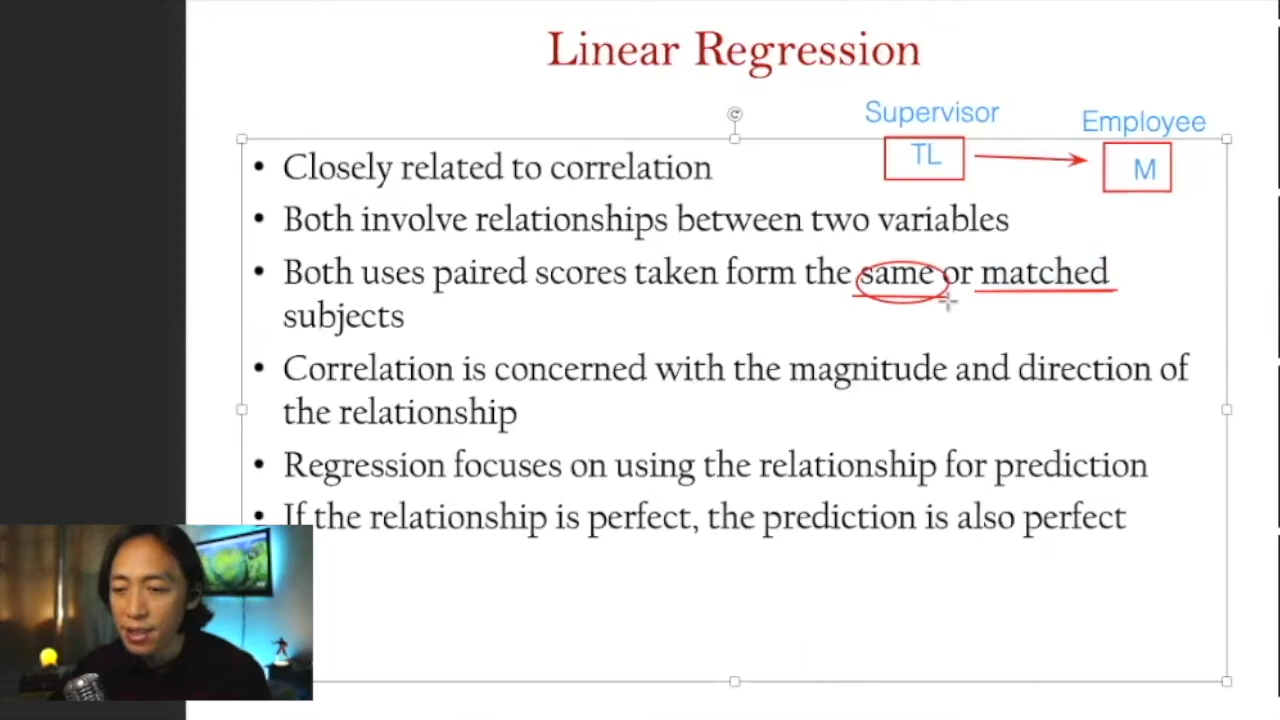 Linear Regression
Supervisor
Employee
TL
M
• Closely related to correlation
• Both involve relationships between two variables
• Both uses paired scores taken form the same or matched
subjects
• Correlation is concerned with the magnitude and direction of
the relationship
• Regression focuses on using the relationship for prediction
• If the relationship is perfect, the prediction is also perfect